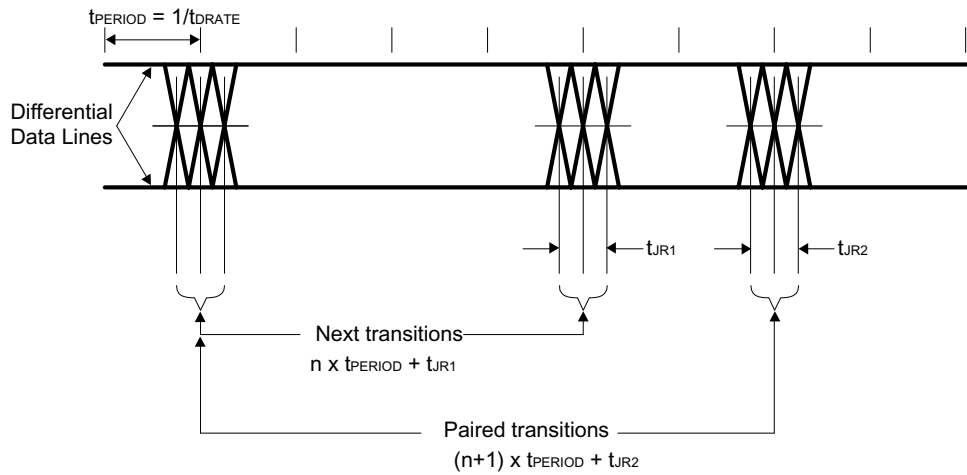 tPERIOD = 1/tDRATE
Differential
Data Lines
tJR1
tJR2
Next transitions
n x tPERIOD + tJR1
Paired transitions
(n+1) x tPERIOD + tJR2